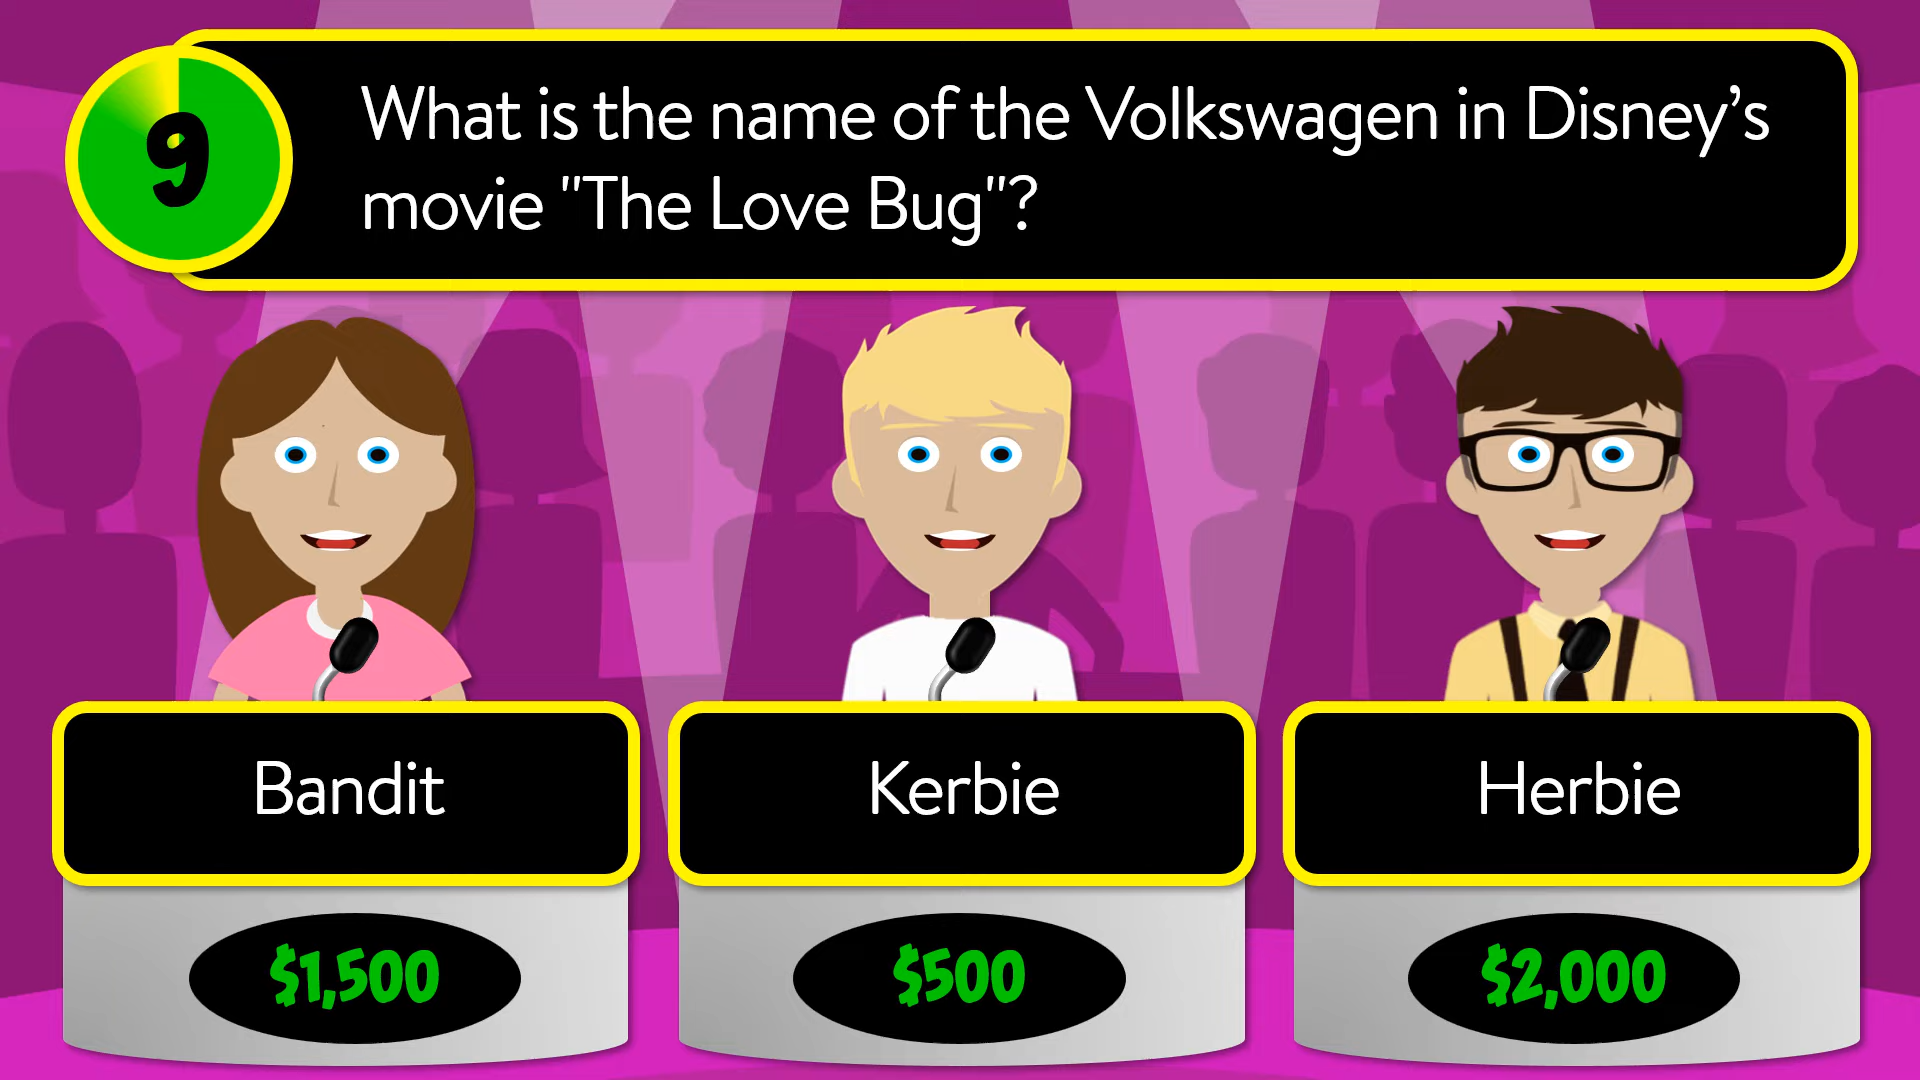 9
What is the name of the Volkswagen in Disney’s
movie "The Love Bug"?
Bandit
Kerbie
Herbie
$1,500
$500
$2,000